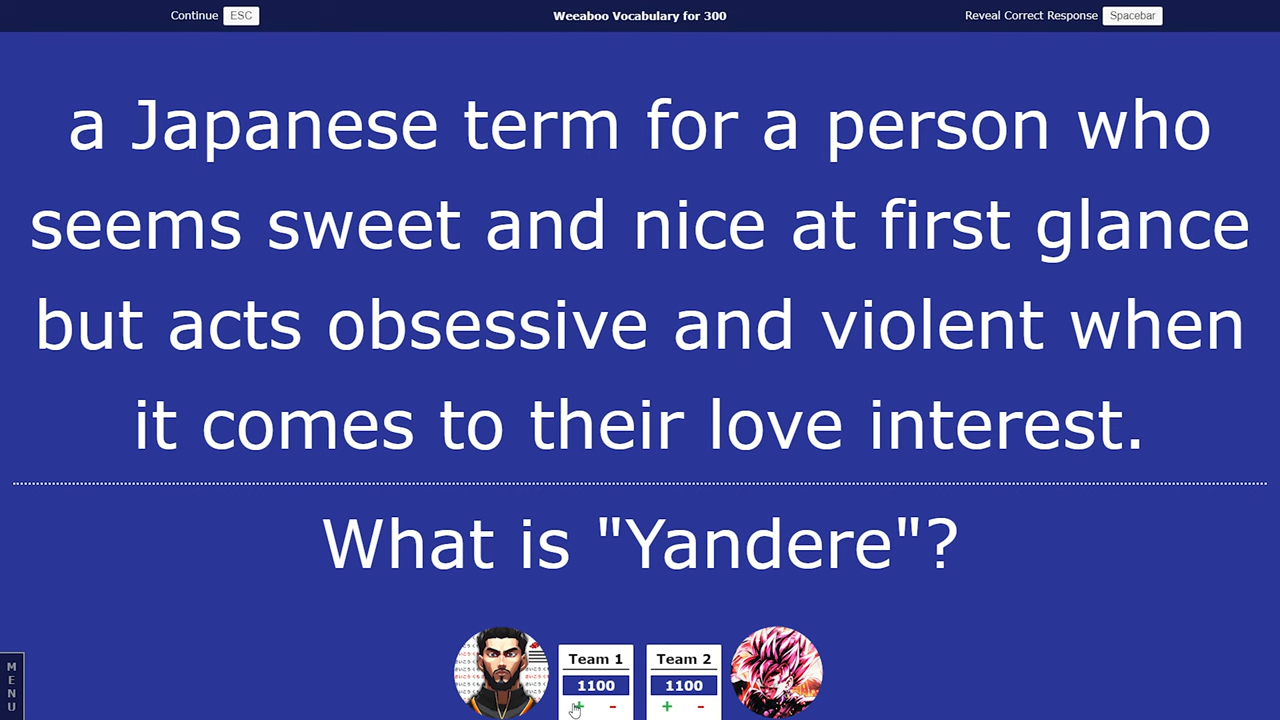 Continue ESC
Weeaboo Vocabulary for 300
Reveal Correct Response Spacebar
a Japanese term for a person who
seems sweet and nice at first glance
but acts obsessive and violent when
it comes to their love interest.
What is "Yandere"?
Team 1
1100
+ -
Team 2
1100
+ -
MENU